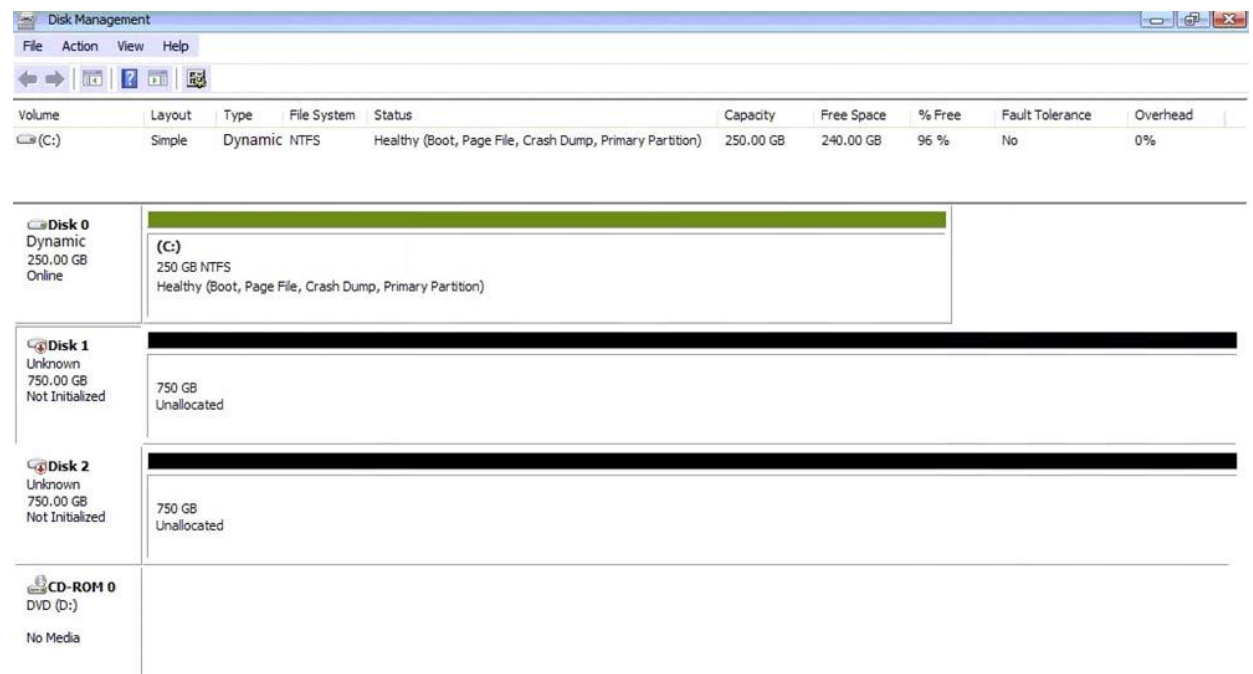 Disk Management
File Action View Help
Volume Layout Type File System Status Capacity Free Space % Free Fault Tolerance Overhead
(C:) Simple Dynamic NTFS Healthy (Boot, Page File, Crash Dump, Primary Partition) 250.00 GB 240.00 GB 96 % No 0%
Disk 0
Dynamic
250.00 GB
Online
(C:)
250 GB NTFS
Healthy (Boot, Page File, Crash Dump, Primary Partition)
Disk 1
Unknown
750.00 GB
Not Initialized
750 GB
Unallocated
Disk 2
Unknown
750.00 GB
Not Initialized
750 GB
Unallocated
CD-ROM 0
DVD (D:)
No Media